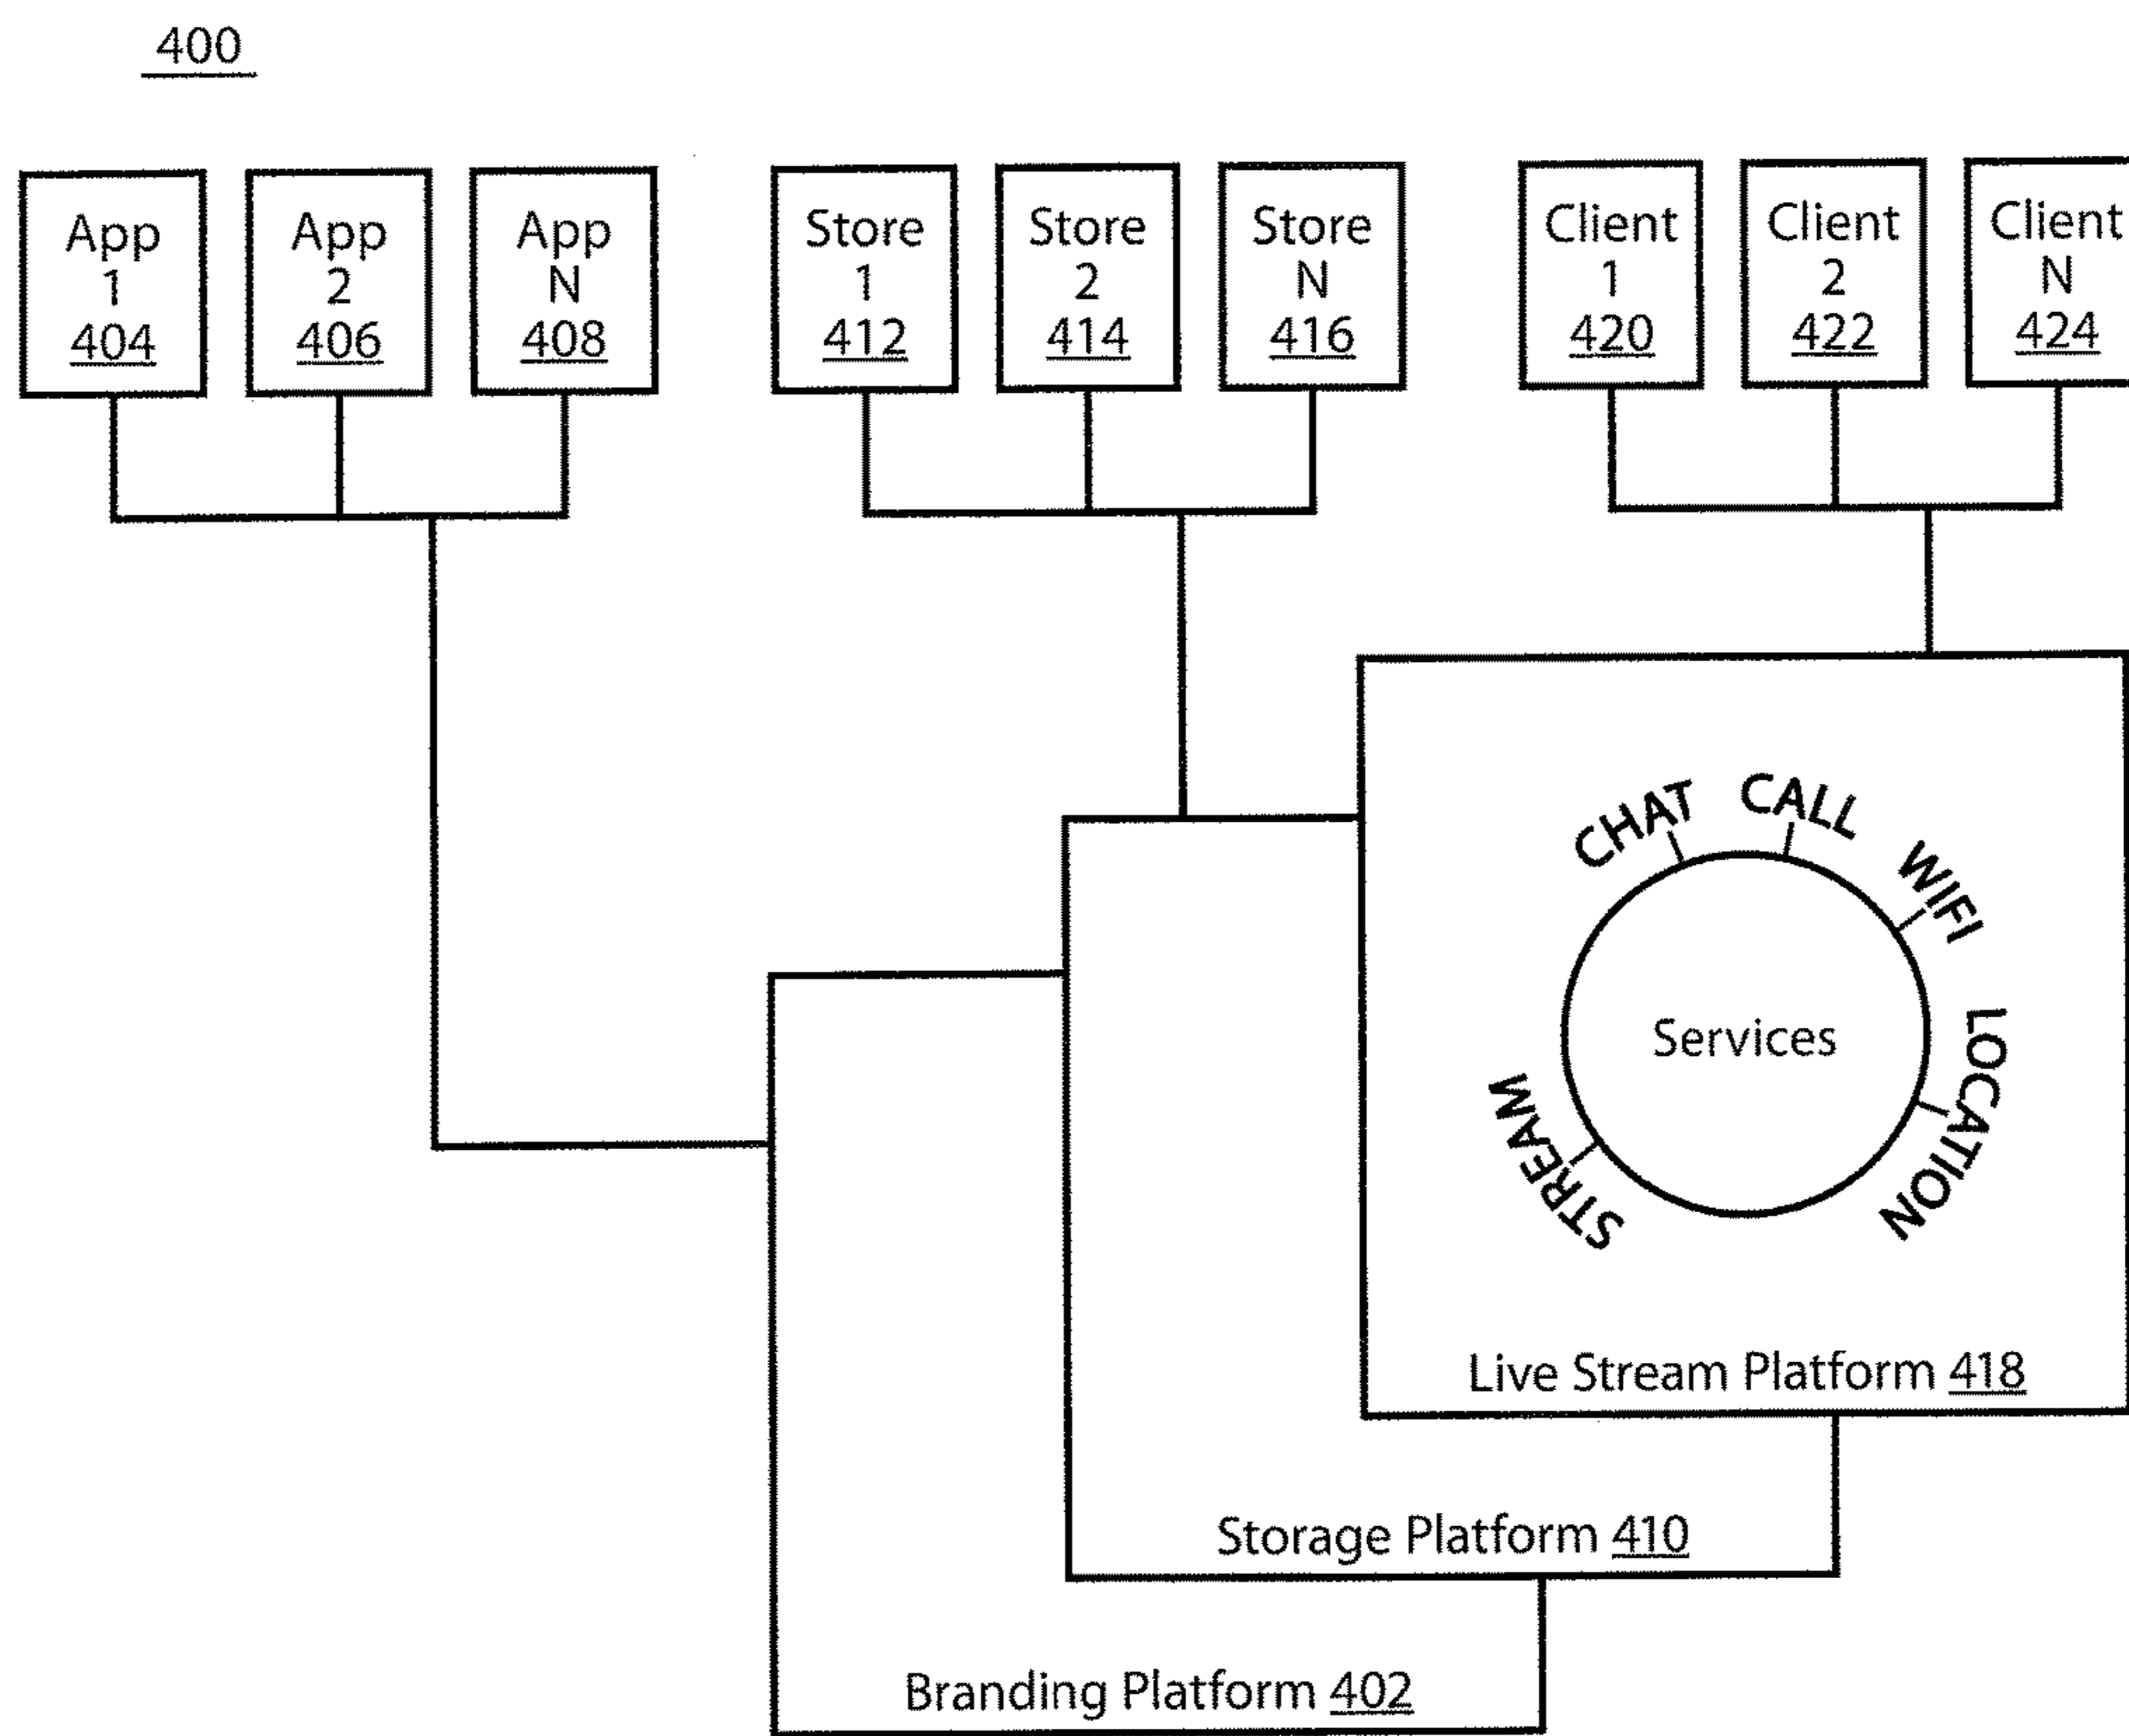 400
App
1
404
App
2
406
App
N
408
Store
1
412
Store
2
414
Store
N
416
Client
1
420
Client
2
422
Client
N
424
CHAT
CALL
WIFI
LOCATION
STREAM
Services
Live Stream Platform 418
Storage Platform 410
Branding Platform 402